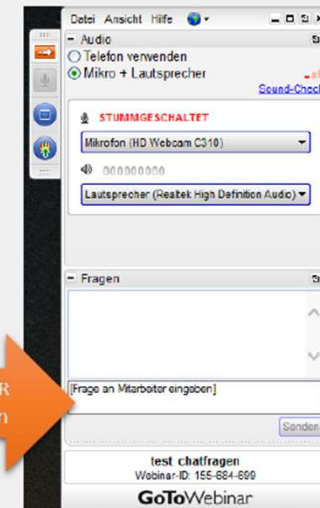 Datei Ansicht Hilfe
Audio
Telefon verwenden
Mikro + Lautsprecher
Sound-Check
STUMMGESCHALTET
Mikrofon (HD Webcam C310)
Lautsprecher (Realtek High Definition Audio)
Fragen
[Frage an Mitarbeiter eingeben]
Senden
test chatfragen
Webinar-ID: 155-684-699
GoToWebinar